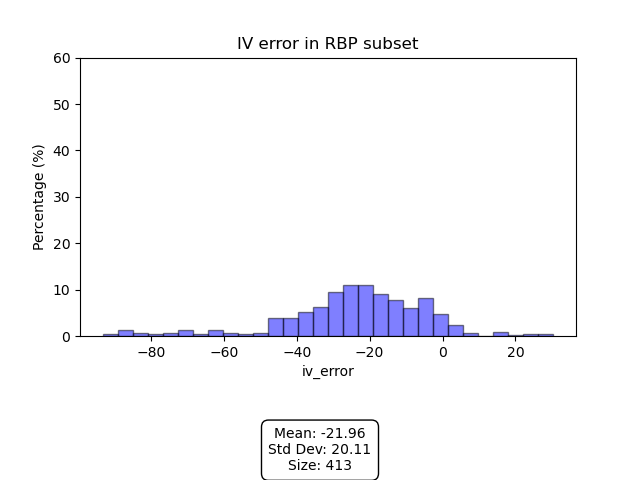 IV error in RBP subset
60
50
40
30
20
10
0
Percentage (%)
−80
−60
−40
−20
0
20
iv_error
Mean: -21.96
Std Dev: 20.11
Size: 413